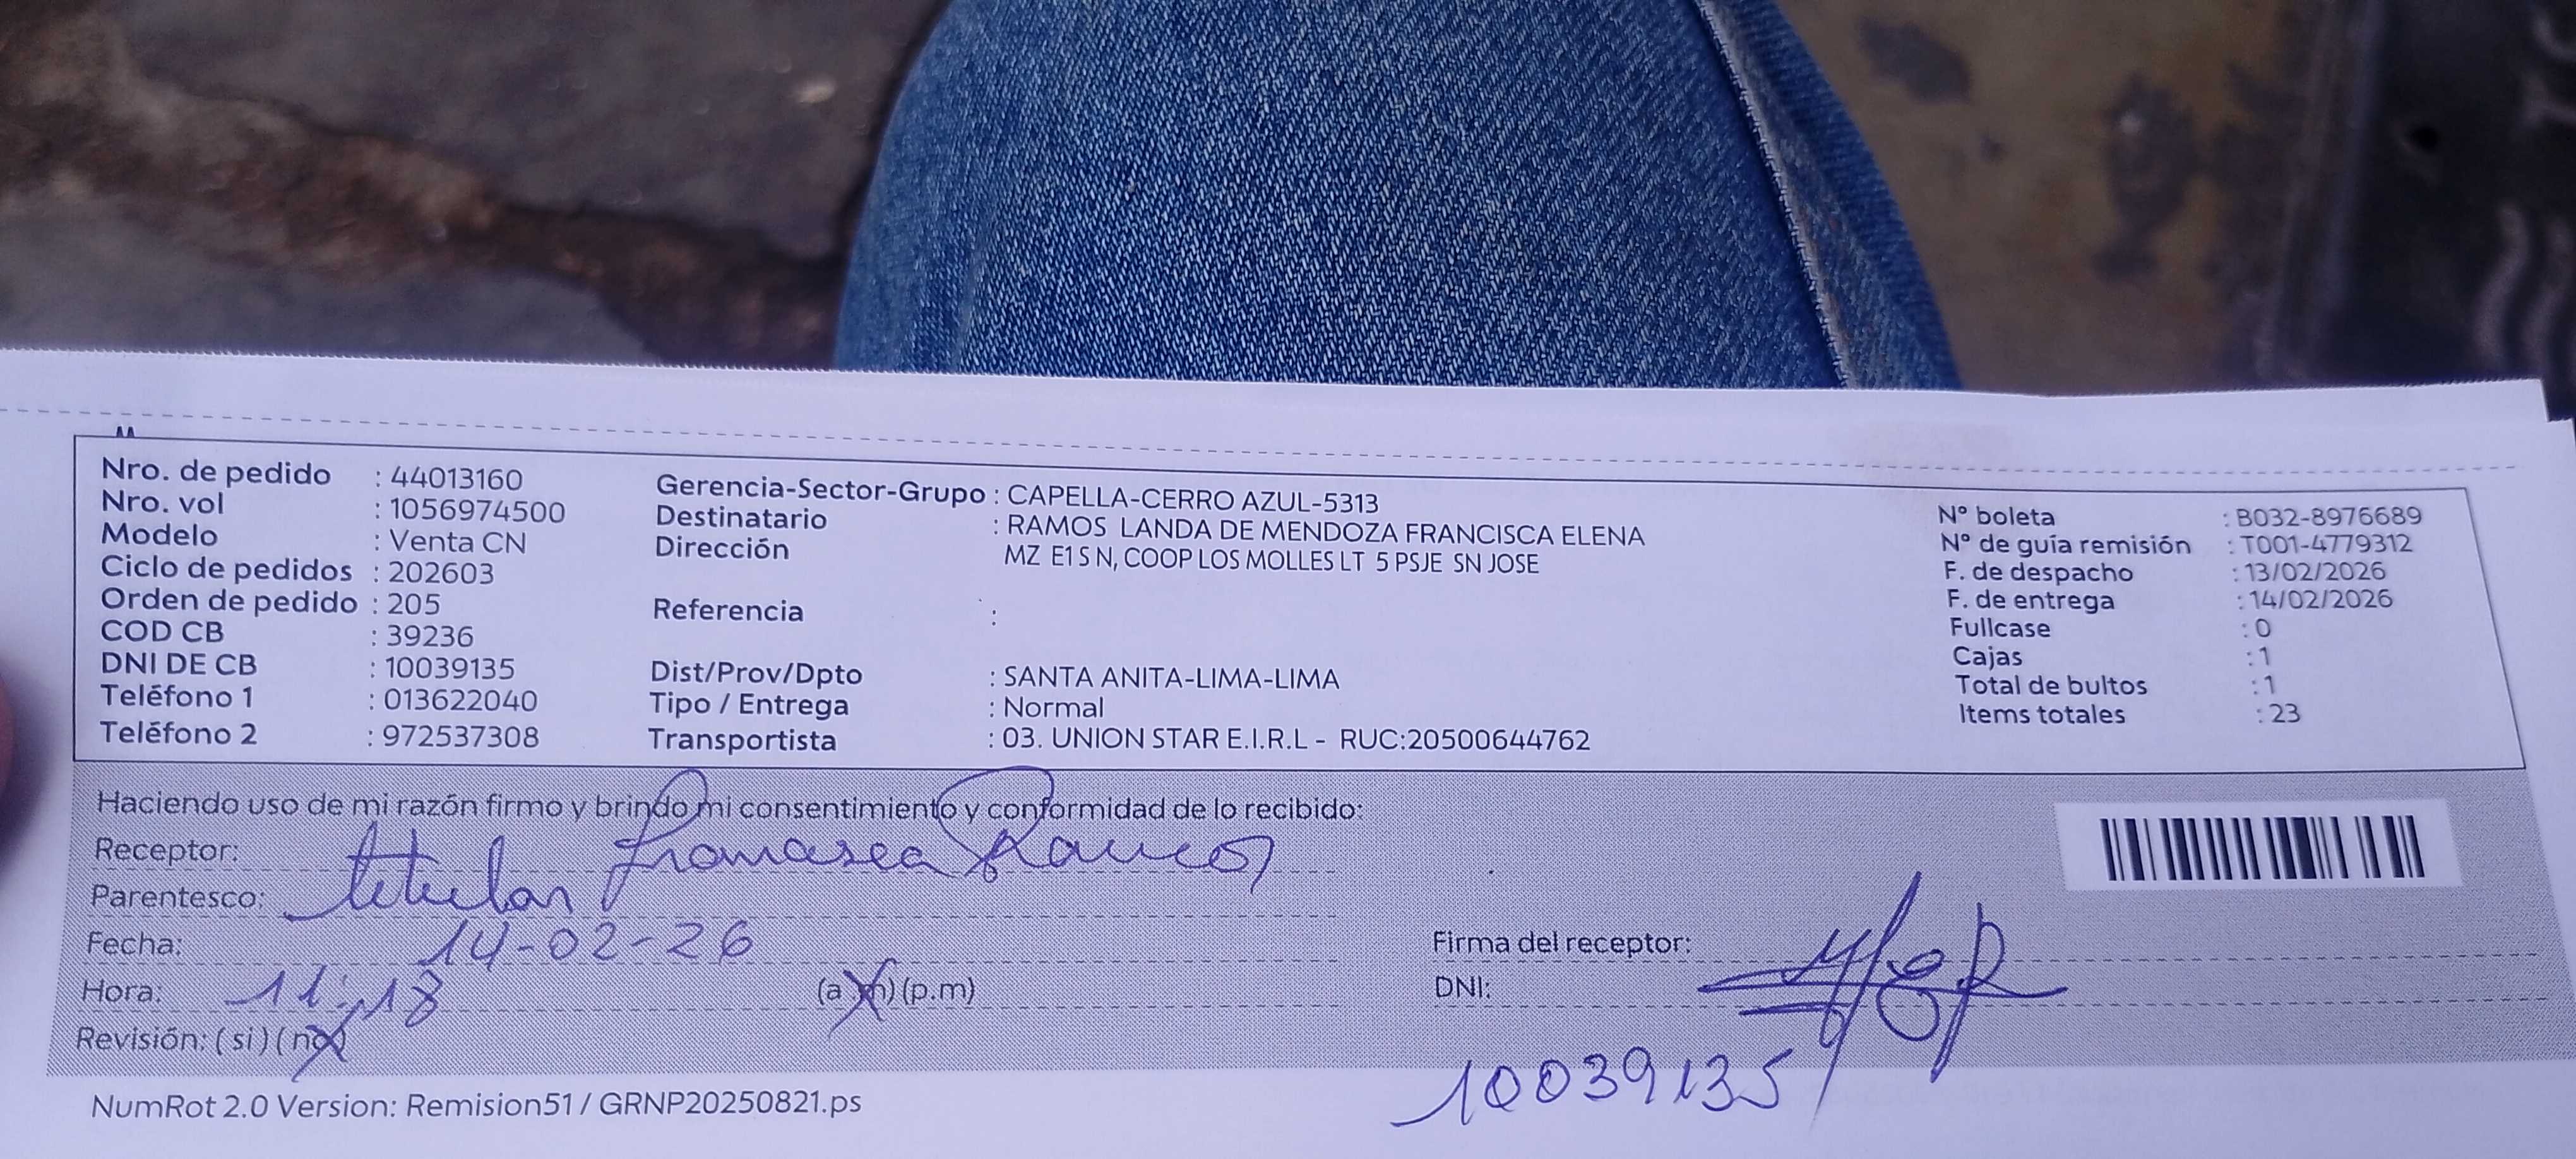 Nro. de pedido : 44013160
Nro. vol : 1056974500
Modelo : Venta CN
Ciclo de pedidos : 202603
Orden de pedido : 205
COD CB : 39236
DNI DE CB : 10039135
Teléfono 1 : 013622040
Teléfono 2 : 972537308
Gerencia-Sector-Grupo : CAPELLA-CERRO AZUL-5313
Destinatario : RAMOS LANDA DE MENDOZA FRANCISCA ELENA
Dirección MZ E1 S N, COOP LOS MOLLES LT 5 PSJE SN JOSE
Referencia :
Dist/Prov/Dpto : SANTA ANITA-LIMA-LIMA
Tipo / Entrega : Normal
Transportista : 03. UNION STAR E.I.R.L - RUC:20500644762
N° boleta : B032-8976689
N° de guía remisión : T001-4779312
F. de despacho : 13/02/2026
F. de entrega : 14/02/2026
Fullcase : 0
Cajas : 1
Total de bultos : 1
Items totales : 23
Haciendo uso de mi razón firmo y brindo mi consentimiento y conformidad de lo recibido:
Receptor: Francisca Ramos
Parentesco: titular
Fecha: 14-02-26
Hora: 11:18 (a.m) (p.m)
Revisión: ( si ) ( no )
Firma del receptor:
DNI:
10039135
NumRot 2.0 Version: Remision51 / GRNP20250821.ps